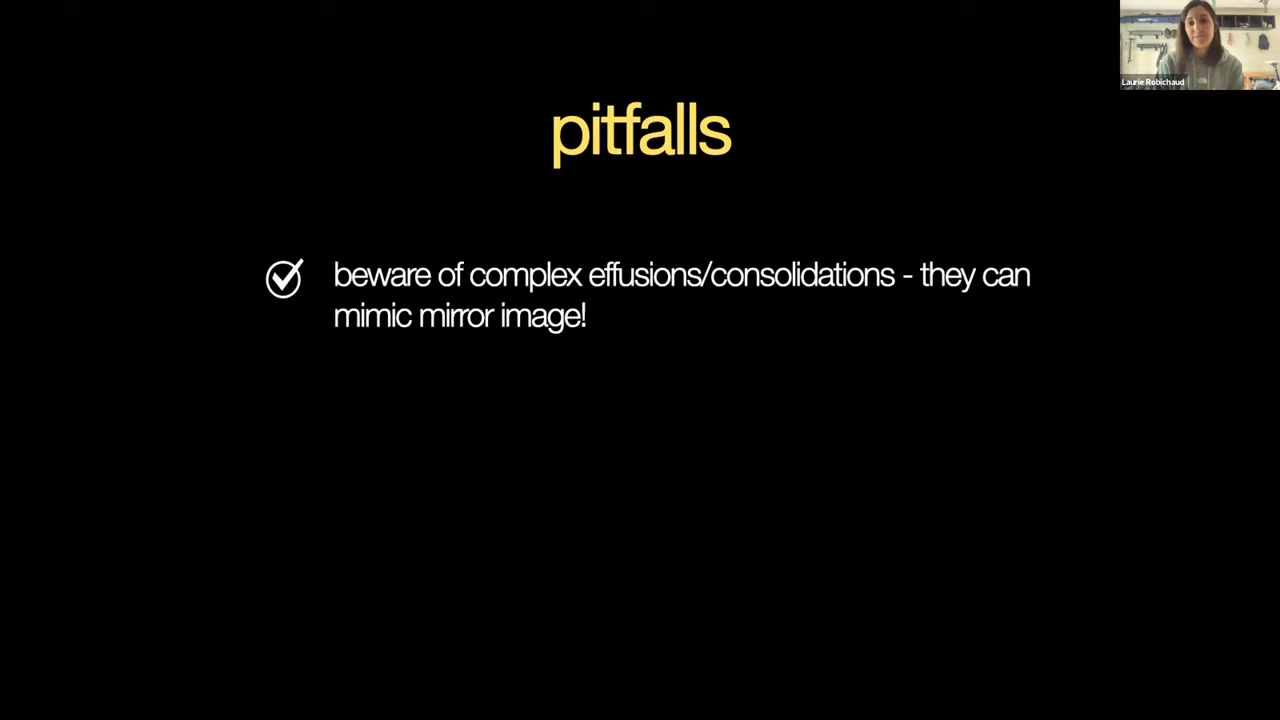 Laurie Robichaud
pitfalls
beware of complex effusions/consolidations - they can
mimic mirror image!